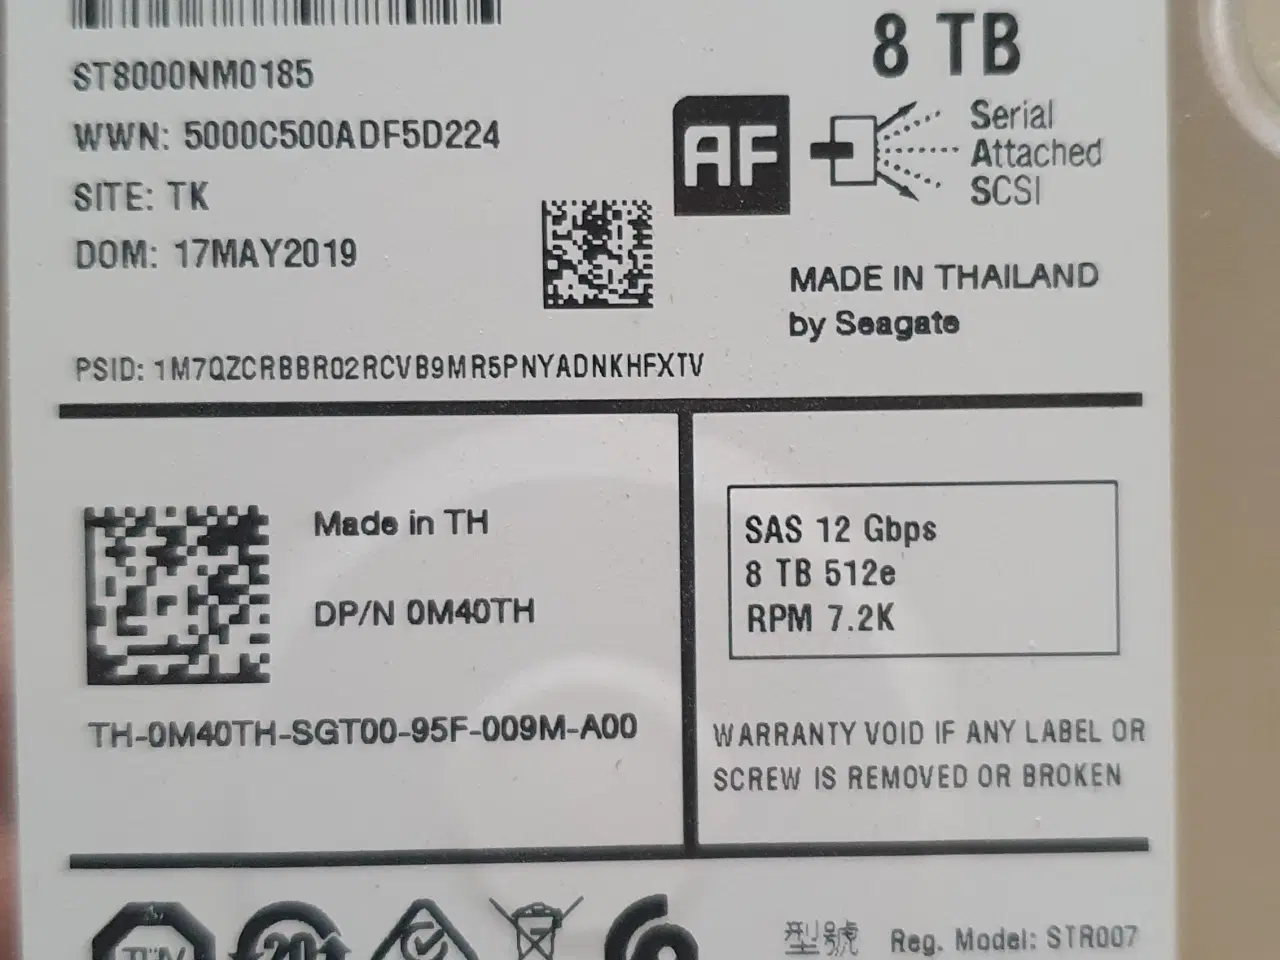 ST8000NM0185
WWN: 5000C500ADF5D224
SITE: TK
DOM: 17MAY2019
8 TB
AF
Serial
Attached
SCSI
MADE IN THAILAND
by Seagate
PSID: 1M7QZCRBBR02RCVB9MR5PNYADNKHFXTV
Made in TH
DP/N 0M40TH
TH-0M40TH-SGT00-95F-009M-A00
SAS 12 Gbps
8 TB 512e
RPM 7.2K
WARRANTY VOID IF ANY LABEL OR
SCREW IS REMOVED OR BROKEN
20
型號 Reg. Model: STR007